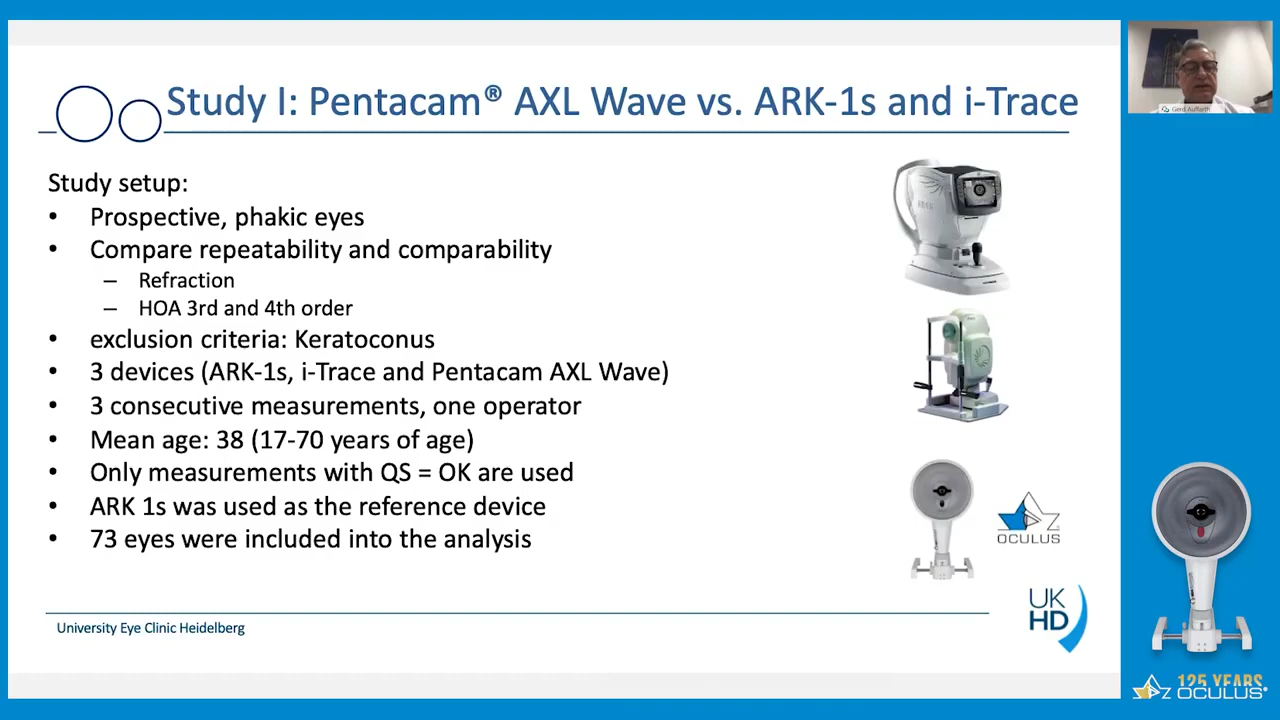 Study I: Pentacam® AXL Wave vs. ARK-1s and i-Trace
Study setup:
• Prospective, phakic eyes
• Compare repeatability and comparability
– Refraction
– HOA 3rd and 4th order
• exclusion criteria: Keratoconus
• 3 devices (ARK-1s, i-Trace and Pentacam AXL Wave)
• 3 consecutive measurements, one operator
• Mean age: 38 (17-70 years of age)
• Only measurements with QS = OK are used
• ARK 1s was used as the reference device
• 73 eyes were included into the analysis
OCULUS
University Eye Clinic Heidelberg
UK
HD
Gerd Auffarth
125 YEARS
OCULUS®